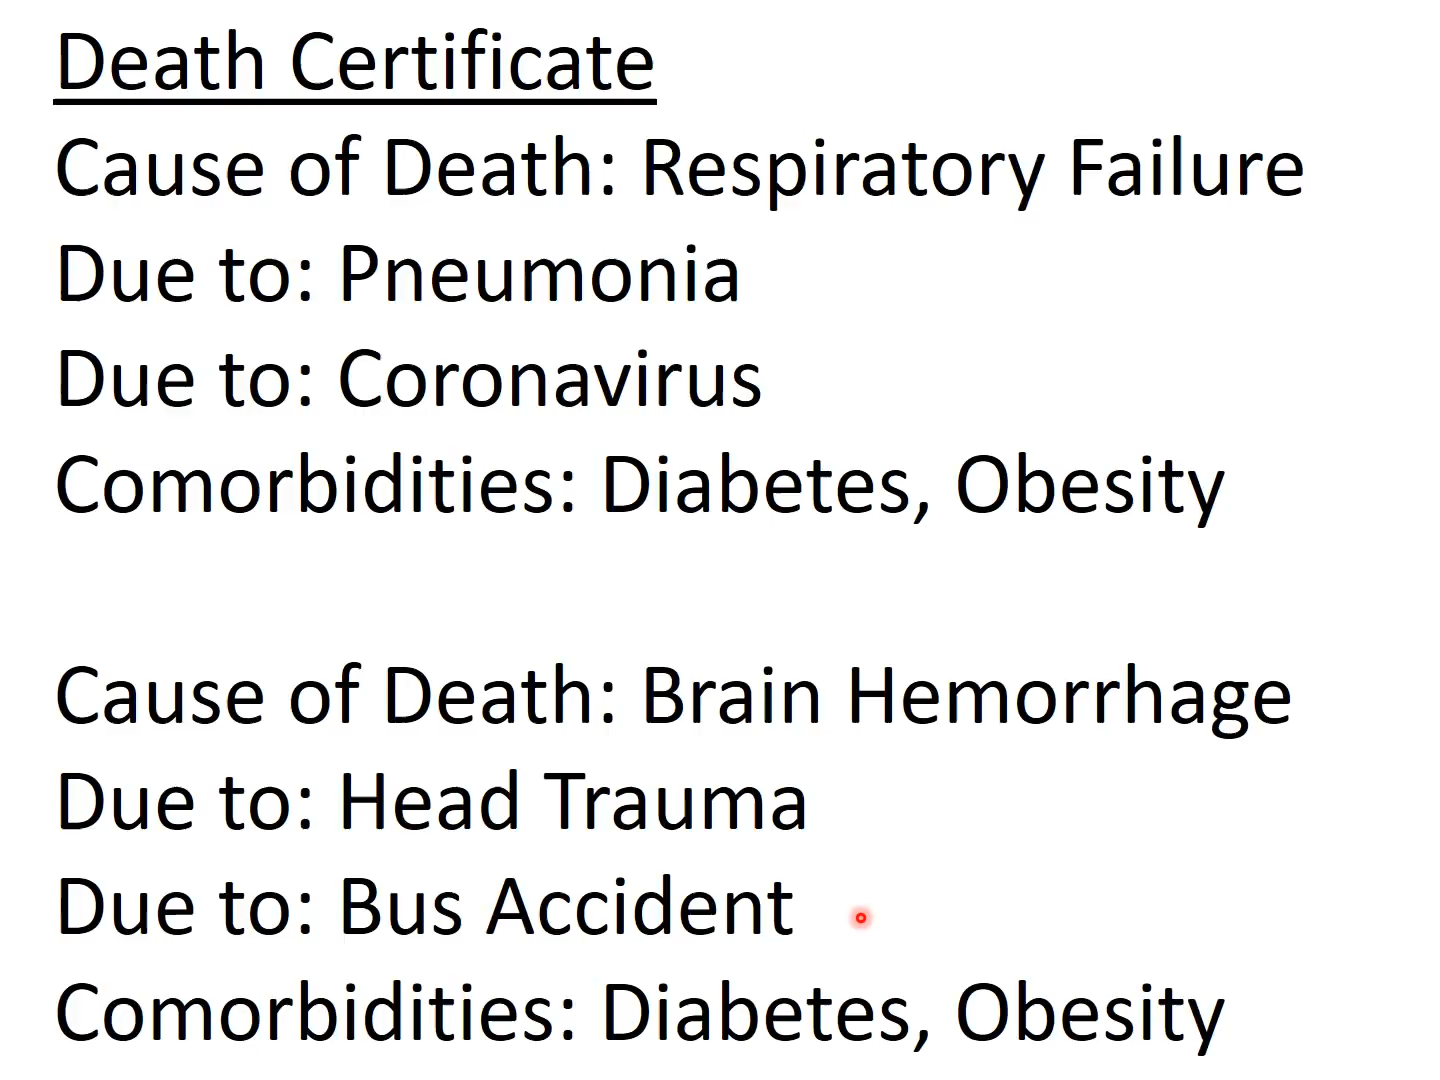 Death Certificate
Cause of Death: Respiratory Failure
Due to: Pneumonia
Due to: Coronavirus
Comorbidities: Diabetes, Obesity
Cause of Death: Brain Hemorrhage
Due to: Head Trauma
Due to: Bus Accident
Comorbidities: Diabetes, Obesity